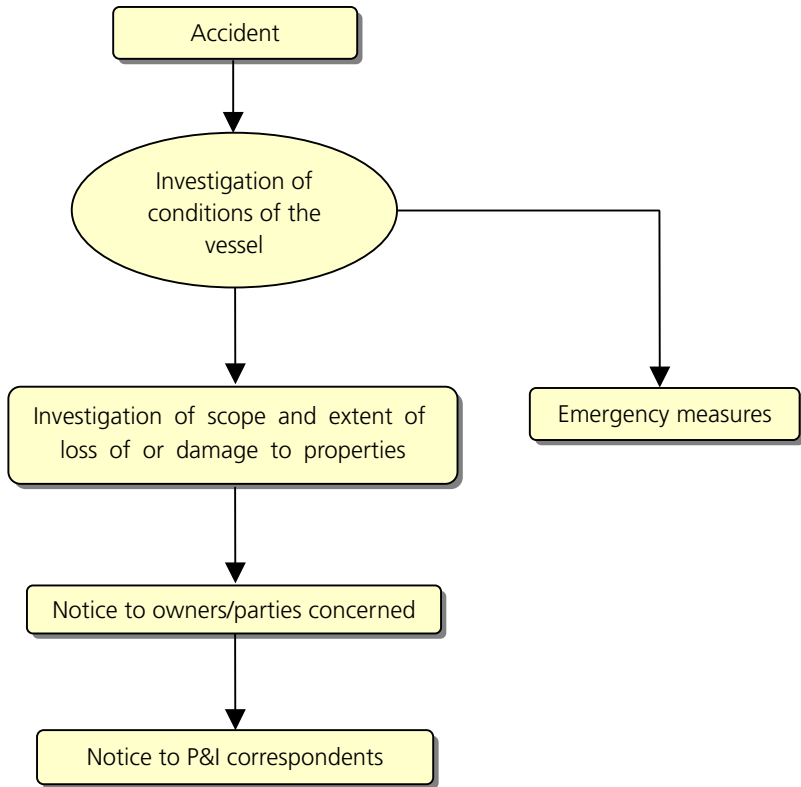 Accident
Investigation of
conditions of the
vessel
Investigation of scope and extent of
loss of or damage to properties
Emergency measures
Notice to owners/parties concerned
Notice to P&I correspondents